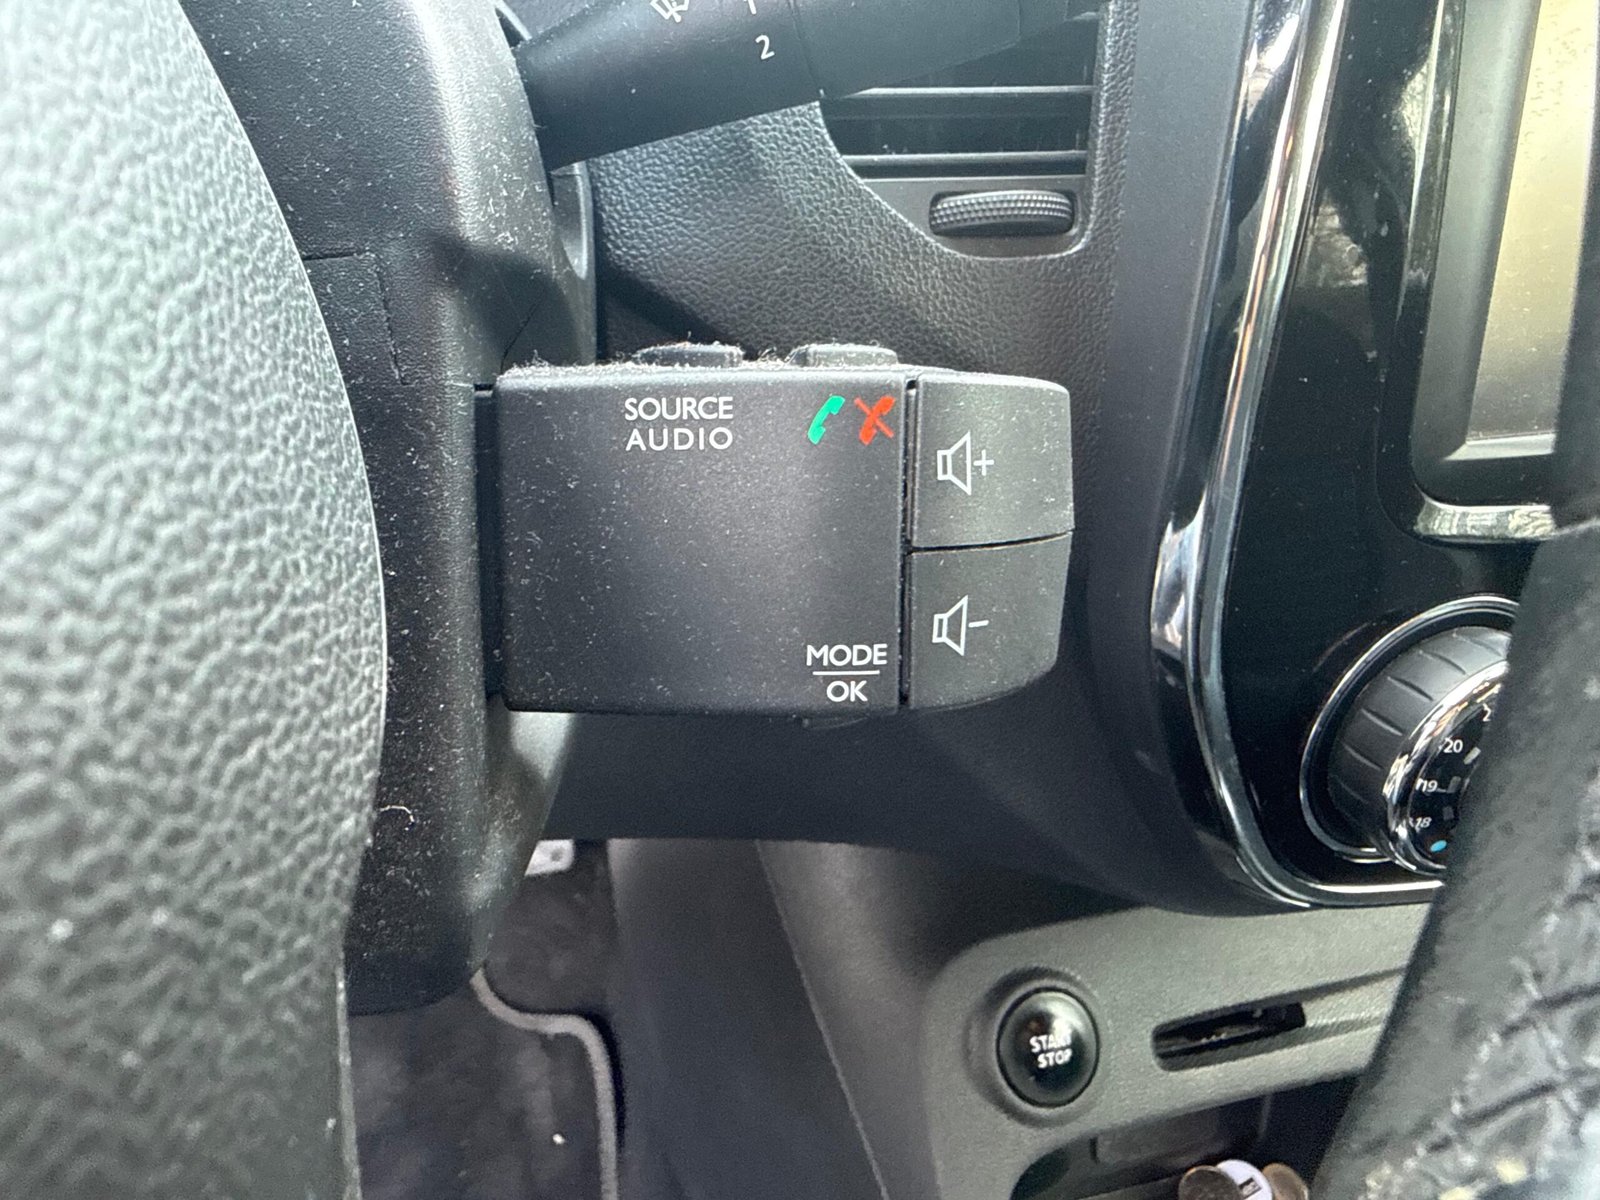 2
SOURCE
AUDIO
+
-
MODE
OK
20
19
18
START
STOP